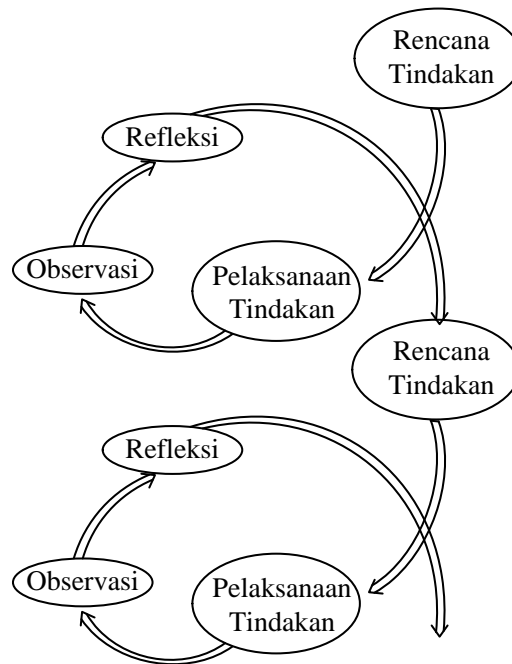 Rencana
Tindakan
Refleksi
Observasi
Pelaksanaan
Tindakan
Rencana
Tindakan
Refleksi
Observasi
Pelaksanaan
Tindakan